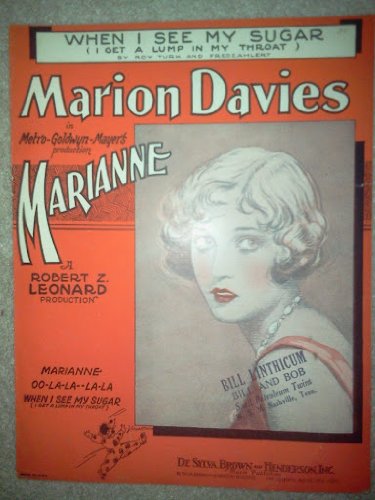 WHEN I SEE MY SUGAR
(I GET A LUMP IN MY THROAT)
BY ROY TURK AND FRED AHLERT
Marion Davies
in
Metro-Goldwyn-Mayer's
production
MARIANNE
A
ROBERT Z.
LEONARD
PRODUCTION
MARIANNE
OO-LA-LA--LA-LA
WHEN I SEE MY SUGAR
(I GET A LUMP IN MY THROAT)
BILL LINTHICUM
BILL AND BOB
Petroleum Twins
Nashville, Tenn.
DE SYLVA, BROWN AND HENDERSON INC.